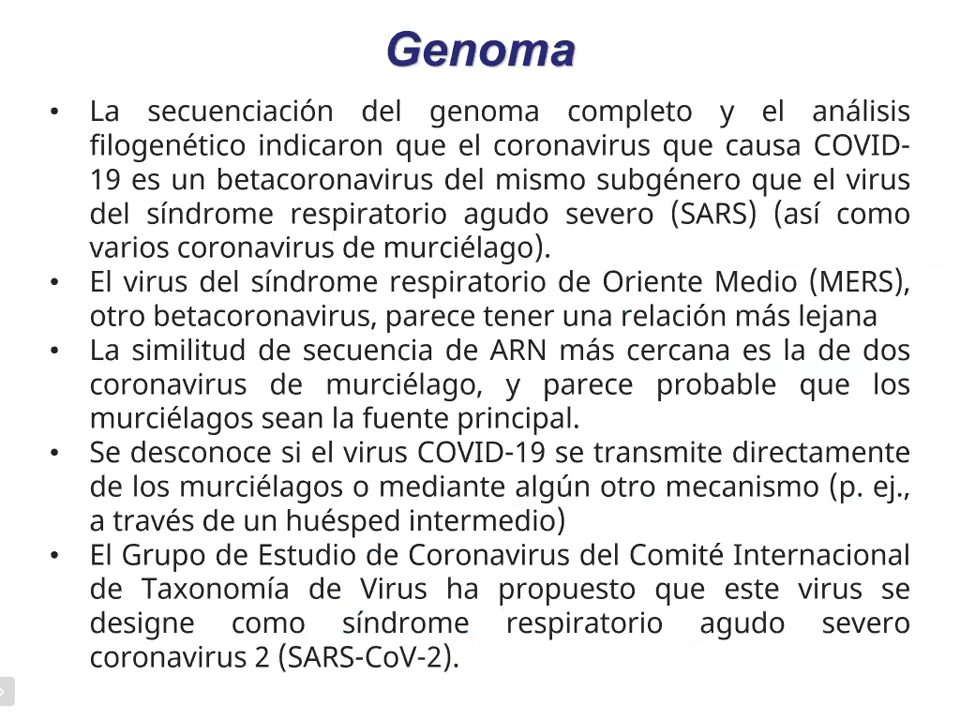 Genoma
• La secuenciación del genoma completo y el análisis
filogenético indicaron que el coronavirus que causa COVID-
19 es un betacoronavirus del mismo subgénero que el virus
del síndrome respiratorio agudo severo (SARS) (así como
varios coronavirus de murciélago).
• El virus del síndrome respiratorio de Oriente Medio (MERS),
otro betacoronavirus, parece tener una relación más lejana
• La similitud de secuencia de ARN más cercana es la de dos
coronavirus de murciélago, y parece probable que los
murciélagos sean la fuente principal.
• Se desconoce si el virus COVID-19 se transmite directamente
de los murciélagos o mediante algún otro mecanismo (p. ej.,
a través de un huésped intermedio)
• El Grupo de Estudio de Coronavirus del Comité Internacional
de Taxonomía de Virus ha propuesto que este virus se
designe como síndrome respiratorio agudo severo
coronavirus 2 (SARS-CoV-2).